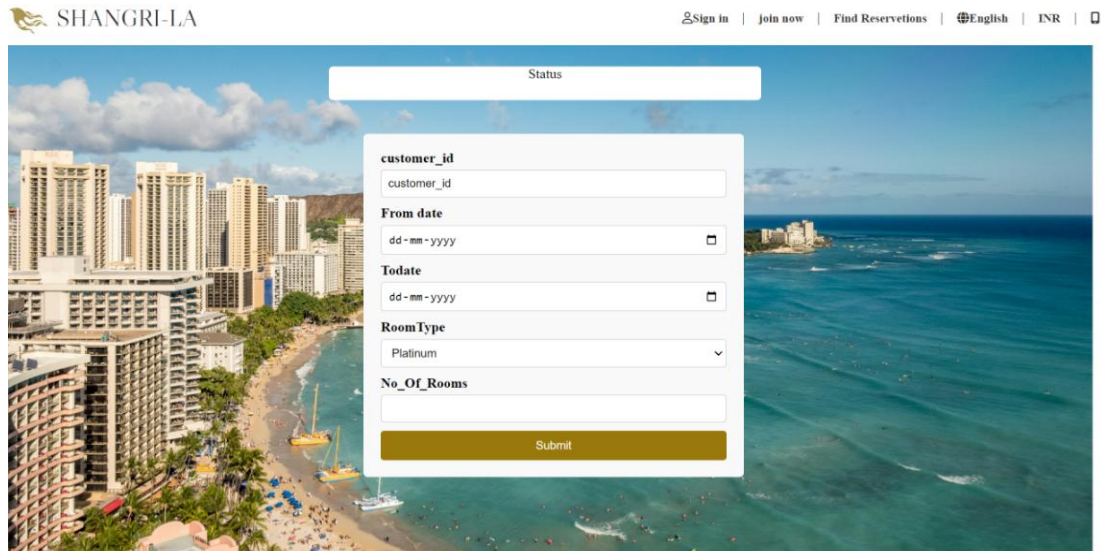 SHANGRI-LA
Sign in | join now | Find Reservetions | English | INR |
Status
customer_id
customer_id
From date
dd-mm-yyyy
Todate
dd-mm-yyyy
RoomType
Platinum
No_Of_Rooms
Submit